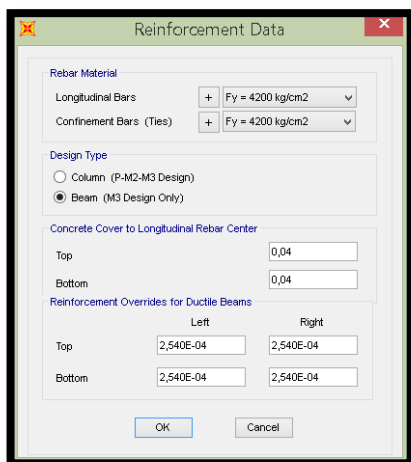 Reinforcement Data
Rebar Material
Longitudinal Bars + Fy = 4200 kg/cm2
Confinement Bars (Ties) + Fy = 4200 kg/cm2
Design Type
Column (P-M2-M3 Design)
Beam (M3 Design Only)
Concrete Cover to Longitudinal Rebar Center
Top 0,04
Bottom 0,04
Reinforcement Overrides for Ductile Beams
Left Right
Top 2,540E-04 2,540E-04
Bottom 2,540E-04 2,540E-04
OK Cancel